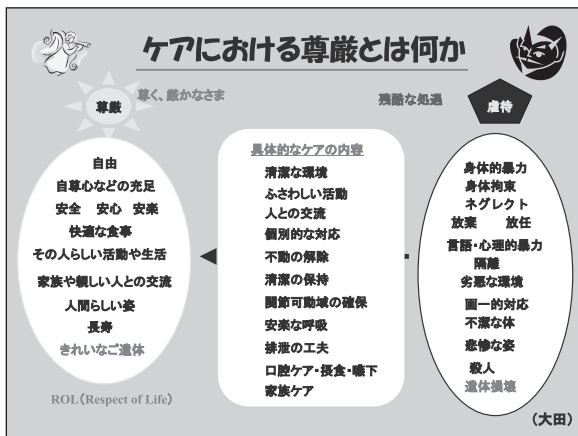 ケアにおける尊厳とは何か
尊厳
尊く、厳かなさま
残酷な処遇
虐待
自由
自尊心などの充足
安全 安心 安楽
快適な食事
その人らしい活動や生活
家族や親しい人との交流
人間らしい姿
長寿
きれいなご遺体
ROL(Respect of Life)
具体的なケアの内容
清潔な環境
ふさわしい活動
人との交流
個別的な対応
不動の解除
清潔の保持
関節可動域の確保
安楽な呼吸
排泄の工夫
口腔ケア・摂食・嚥下
家族ケア
身体的暴力
身体拘束
ネグレクト
放棄 放任
言語・心理的暴力
隔離
劣悪な環境
画一的対応
不潔な体
悲惨な姿
殺人
遺体損壊
(大田)